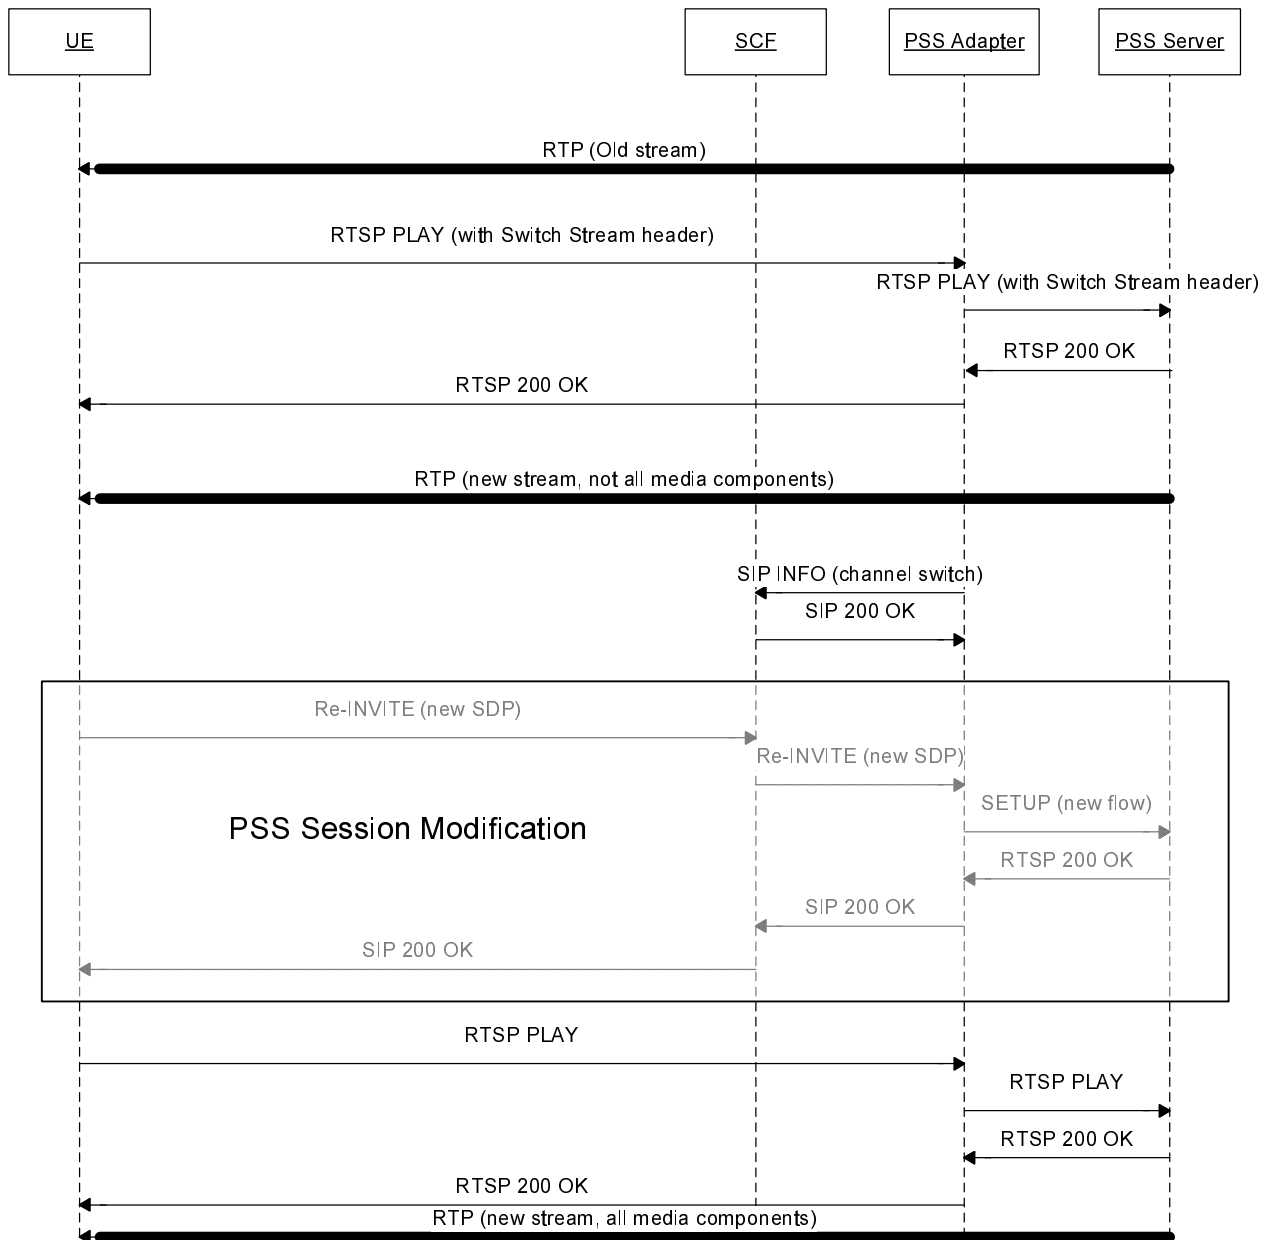 UE
SCF
PSS Adapter
PSS Server
RTP (Old stream)
RTSP PLAY (with Switch Stream header)
RTSP PLAY (with Switch Stream header)
RTSP 200 OK
RTSP 200 OK
RTP (new stream, not all media components)
SIP INFO (channel switch)
SIP 200 OK
Re-INVITE (new SDP)
Re-INVITE (new SDP)
SETUP (new flow)
PSS Session Modification
RTSP 200 OK
SIP 200 OK
SIP 200 OK
RTSP PLAY
RTSP PLAY
RTSP 200 OK
RTSP 200 OK
RTP (new stream, all media components)